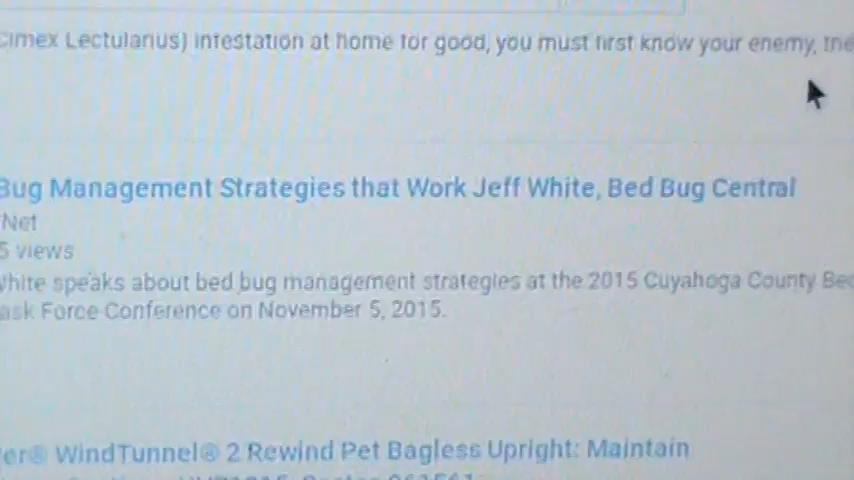 Cimex Lectularius) infestation at home for good, you must first know your enemy, the
Bug Management Strategies that Work Jeff White, Bed Bug Central
Net
5 views
White speaks about bed bug management strategies at the 2015 Cuyahoga County Bed
ask Force Conference on November 5, 2015.
er® WindTunnel® 2 Rewind Pet Bagless Upright: Maintain